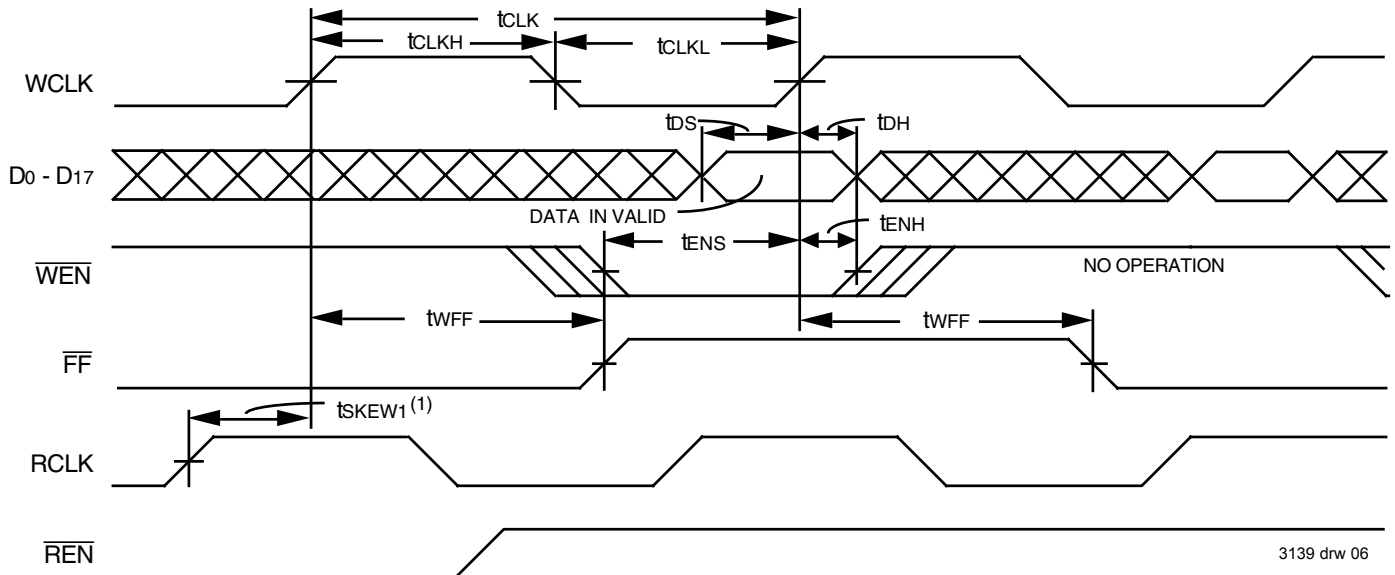 tCLK
tCLKH
tCLKL
WCLK
tDS
tDH
D0 - D17
DATA IN VALID
tENS
tENH
WEN
NO OPERATION
tWFF
tWFF
FF
tSKEW1(1)
RCLK
REN
3139 drw 06